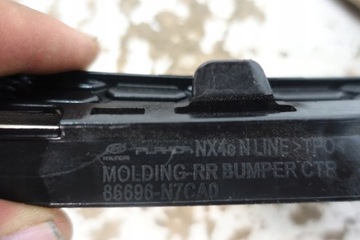 NX4e N LINE >TPO<
MOLDING-RR BUMPER CTR
86696-N7CA0